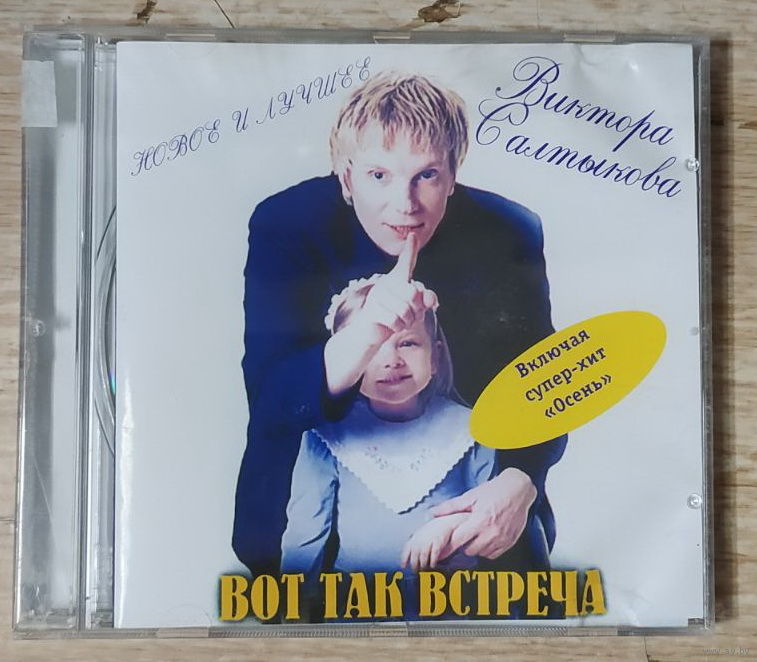 НОВОЕ И ЛУЧШЕЕ
Виктора
Салтыкова
Включая
супер-хит
«Осень»
ВОТ ТАК ВСТРЕЧА